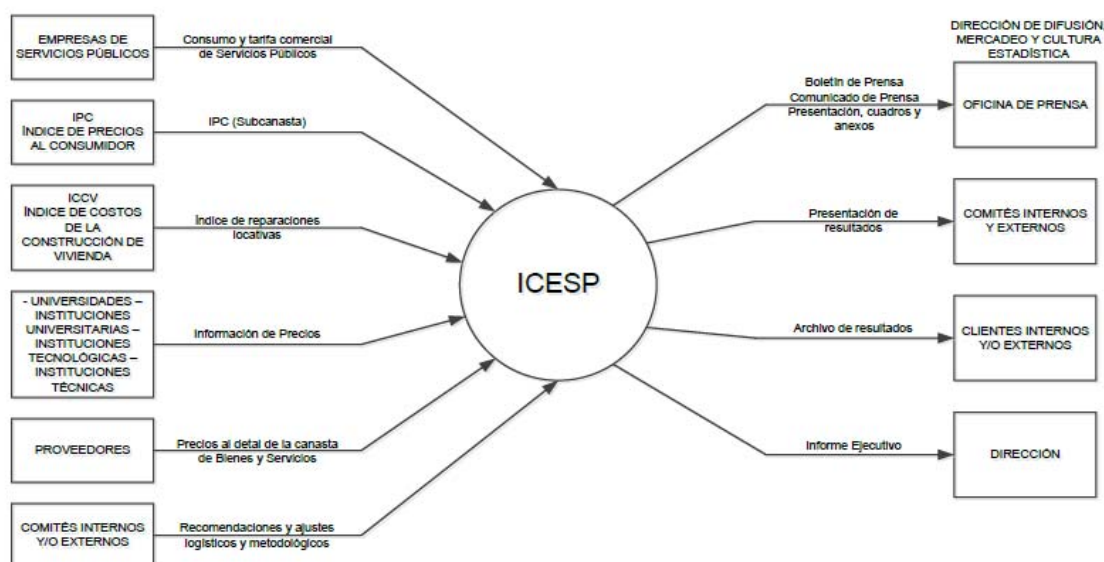 EMPRESAS DE
SERVICIOS PÚBLICOS
Consumo y tarifa comercial
de Servicios Públicos
IPC
ÍNDICE DE PRECIOS
AL CONSUMIDOR
IPC (Subcanasta)
ICCV
ÍNDICE DE COSTOS
DE LA
CONSTRUCCIÓN DE
VIVIENDA
Índice de reparaciones
locativas
- UNIVERSIDADES –
INSTITUCIONES
UNIVERSITARIAS –
INSTITUCIONES
TECNOLÓGICAS –
INSTITUCIONES
TÉCNICAS
Información de Precios
PROVEEDORES
Precios al detal de la canasta
de Bienes y Servicios
COMITÉS INTERNOS
Y/O EXTERNOS
Recomendaciones y ajustes
logísticos y metodológicos
ICESP
DIRECCIÓN DE DIFUSIÓN
MERCADEO Y CULTURA
ESTADÍSTICA
Boletín de Prensa
Comunicado de Prensa
Presentación, cuadros y
anexos
OFICINA DE PRENSA
Presentación de
resultados
COMITÉS INTERNOS
Y EXTERNOS
Archivo de resultados
CLIENTES INTERNOS
Y/O EXTERNOS
Informe Ejecutivo
DIRECCIÓN